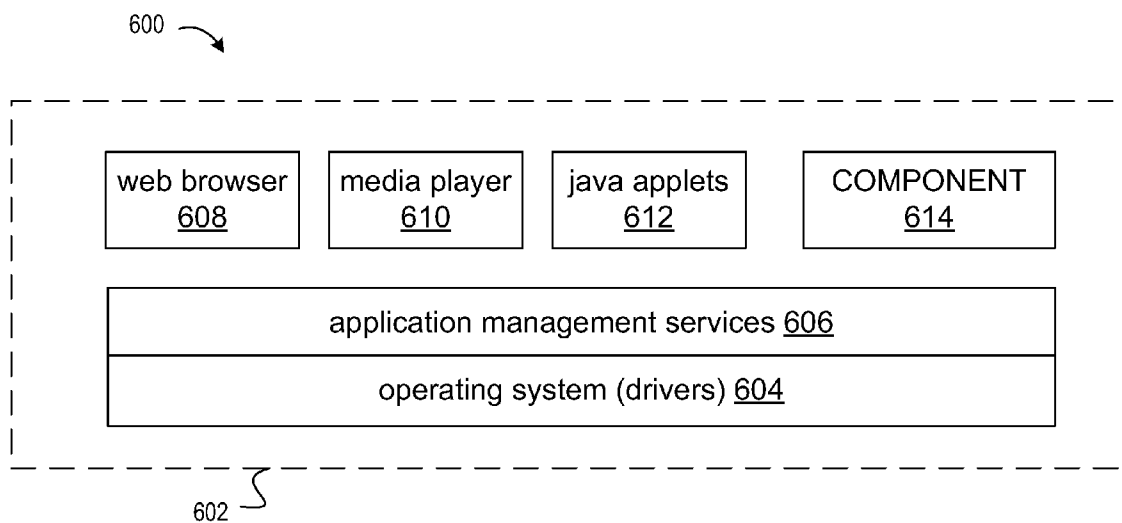 600
web browser
608
media player
610
java applets
612
COMPONENT
614
application management services 606
operating system (drivers) 604
602